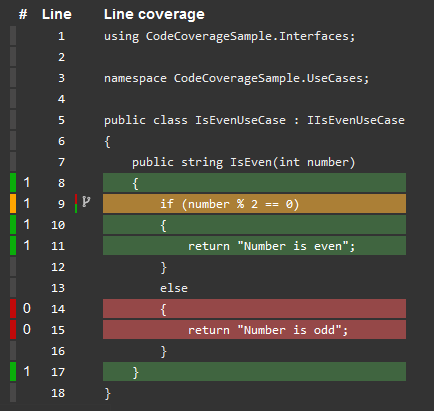 # Line Line coverage
1 using CodeCoverageSample.Interfaces;
2
3 namespace CodeCoverageSample.UseCases;
4
5 public class IsEvenUseCase : IIsEvenUseCase
6 {
7 public string IsEven(int number)
1 8 {
1 9 if (number % 2 == 0)
1 10 {
1 11 return "Number is even";
12 }
13 else
0 14 {
0 15 return "Number is odd";
16 }
1 17 }
18 }